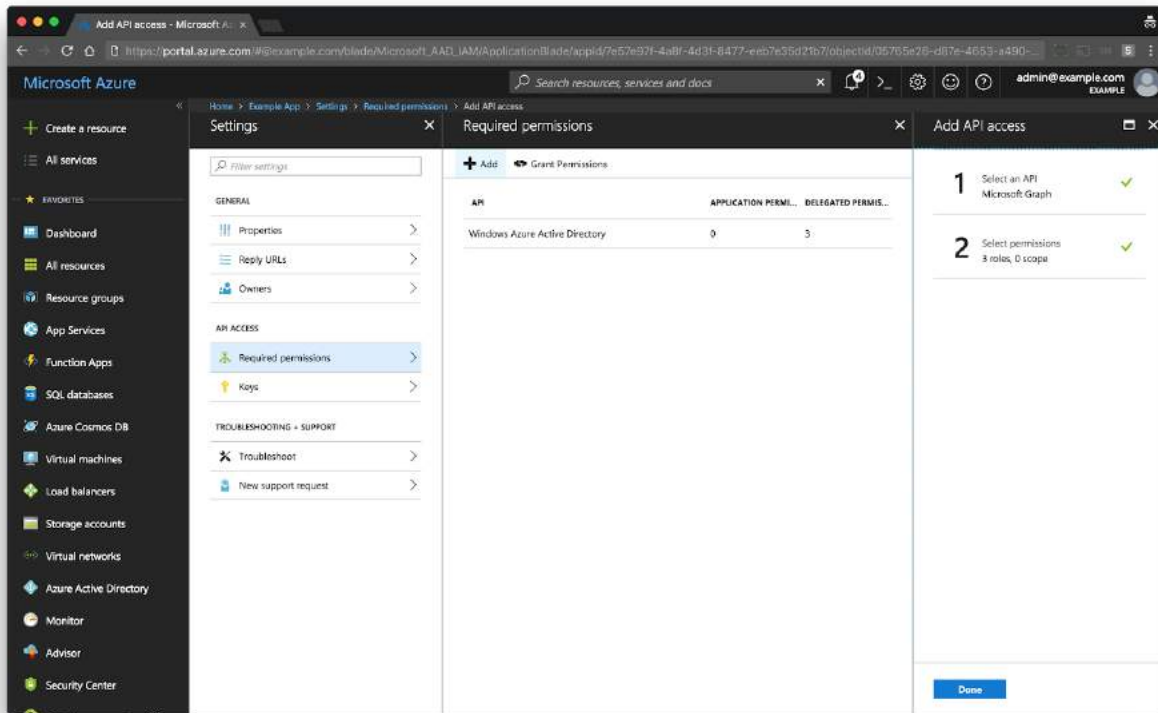 Add API access - Microsoft A
https://portal.azure.com/#@example.com/blade/Microsoft_AAD_IAM/ApplicationBlade/appId/7e57e97f-4a8f-4d3f-8477-eeb7e35d21b7/objectId/05765e26-d87e-4653-a490-...
S
Microsoft Azure
Search resources, services and docs
4
admin@example.com
EXAMPLE
Home > Example App > Settings > Required permissions > Add API access
Create a resource
All services
FAVORITES
Dashboard
All resources
Resource groups
App Services
Function Apps
SQL databases
Azure Cosmos DB
Virtual machines
Load balancers
Storage accounts
Virtual networks
Azure Active Directory
Monitor
Advisor
Security Center
Settings
Filter settings
GENERAL
Properties
Reply URLs
Owners
API ACCESS
Required permissions
Keys
TROUBLESHOOTING + SUPPORT
Troubleshoot
New support request
Required permissions
Add Grant Permissions
API APPLICATION PERMI... DELEGATED PERMIS...
Windows Azure Active Directory 0 3
Add API access
1 Select an API
Microsoft Graph
2 Select permissions
3 roles, 0 scope
Done